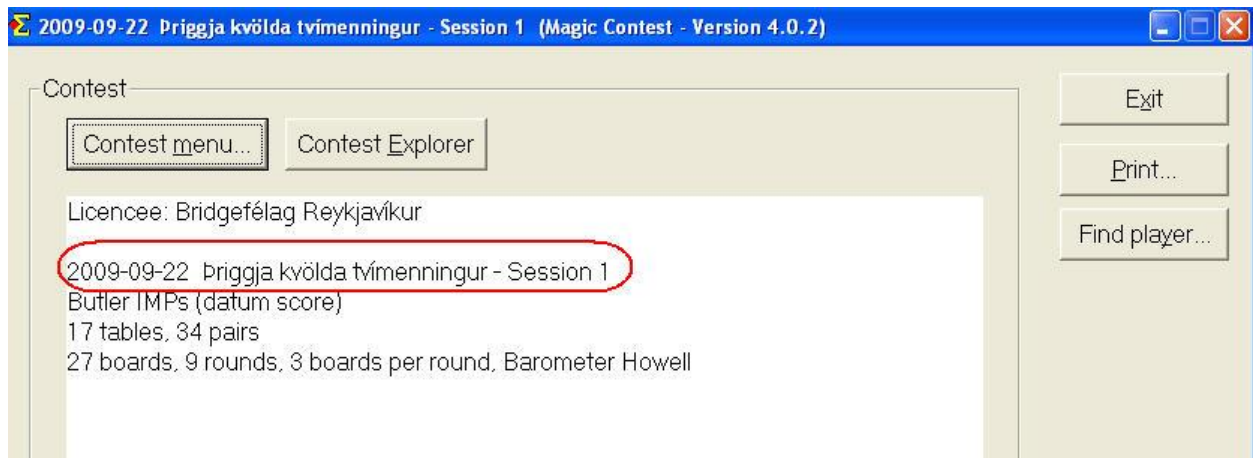 2009-09-22 Þriggja kvölda tvímenningur - Session 1 (Magic Contest - Version 4.0.2)
Contest
Contest menu...
Contest Explorer
Exit
Print...
Find player...
Licencee: Bridgefélag Reykjavíkur
2009-09-22 Þriggja kvölda tvímenningur - Session 1
Butler IMPs (datum score)
17 tables, 34 pairs
27 boards, 9 rounds, 3 boards per round, Barometer Howell